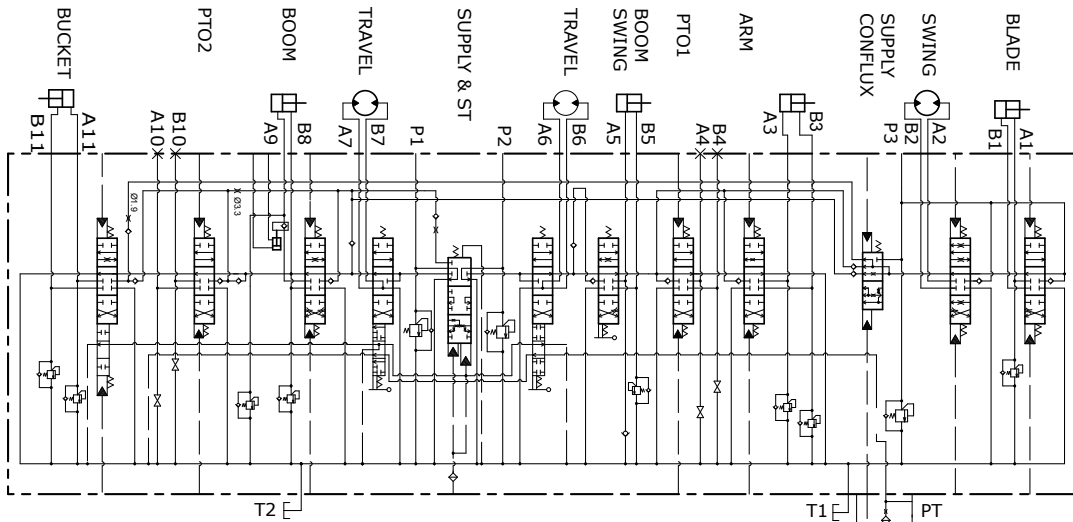 BUCKET
PTO2
BOOM
TRAVEL
SUPPLY & ST
TRAVEL
BOOM
SWING
PTO1
ARM
SUPPLY
CONFLUX
SWING
BLADE
B11
A11
A10
B10
A9
B8
A7
B7
P1
P2
A6
B6
A5
B5
A4
B4
A3
B3
P3
B2
A2
B1
A1
Ø1.9
Ø3.3
T2
T1
PT